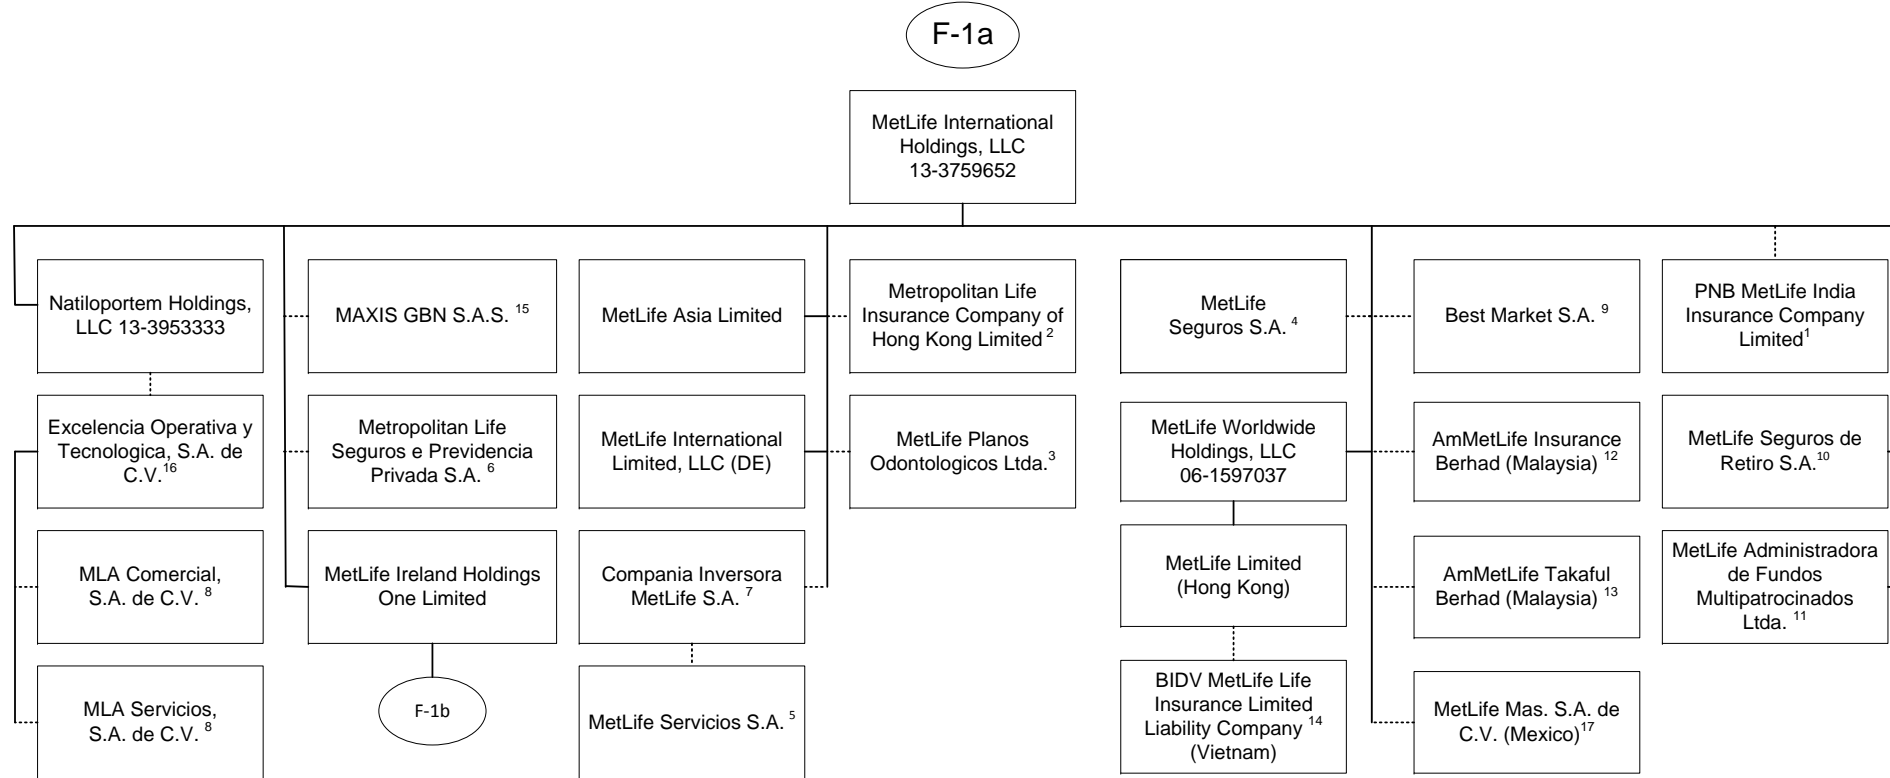 F-1a
MetLife International
Holdings, LLC
13-3759652
Natiloportem Holdings,
LLC 13-3953333
MAXIS GBN S.A.S. 15
MetLife Asia Limited
Metropolitan Life
Insurance Company of
Hong Kong Limited 2
MetLife
Seguros S.A. 4
Best Market S.A. 9
PNB MetLife India
Insurance Company
Limited1
Excelencia Operativa y
Tecnologica, S.A. de
C.V.16
Metropolitan Life
Seguros e Previdencia
Privada S.A. 6
MetLife International
Limited, LLC (DE)
MetLife Planos
Odontologicos Ltda.3
MetLife Worldwide
Holdings, LLC
06-1597037
AmMetLife Insurance
Berhad (Malaysia) 12
MetLife Seguros de
Retiro S.A.10
MLA Comercial,
S.A. de C.V. 8
MetLife Ireland Holdings
One Limited
Compania Inversora
MetLife S.A. 7
MetLife Limited
(Hong Kong)
AmMetLife Takaful
Berhad (Malaysia) 13
MetLife Administradora
de Fundos
Multipatrocinados
Ltda. 11
MLA Servicios,
S.A. de C.V. 8
F-1b
MetLife Servicios S.A. 5
BIDV MetLife Life
Insurance Limited
Liability Company 14
(Vietnam)
MetLife Mas. S.A. de
C.V. (Mexico)17